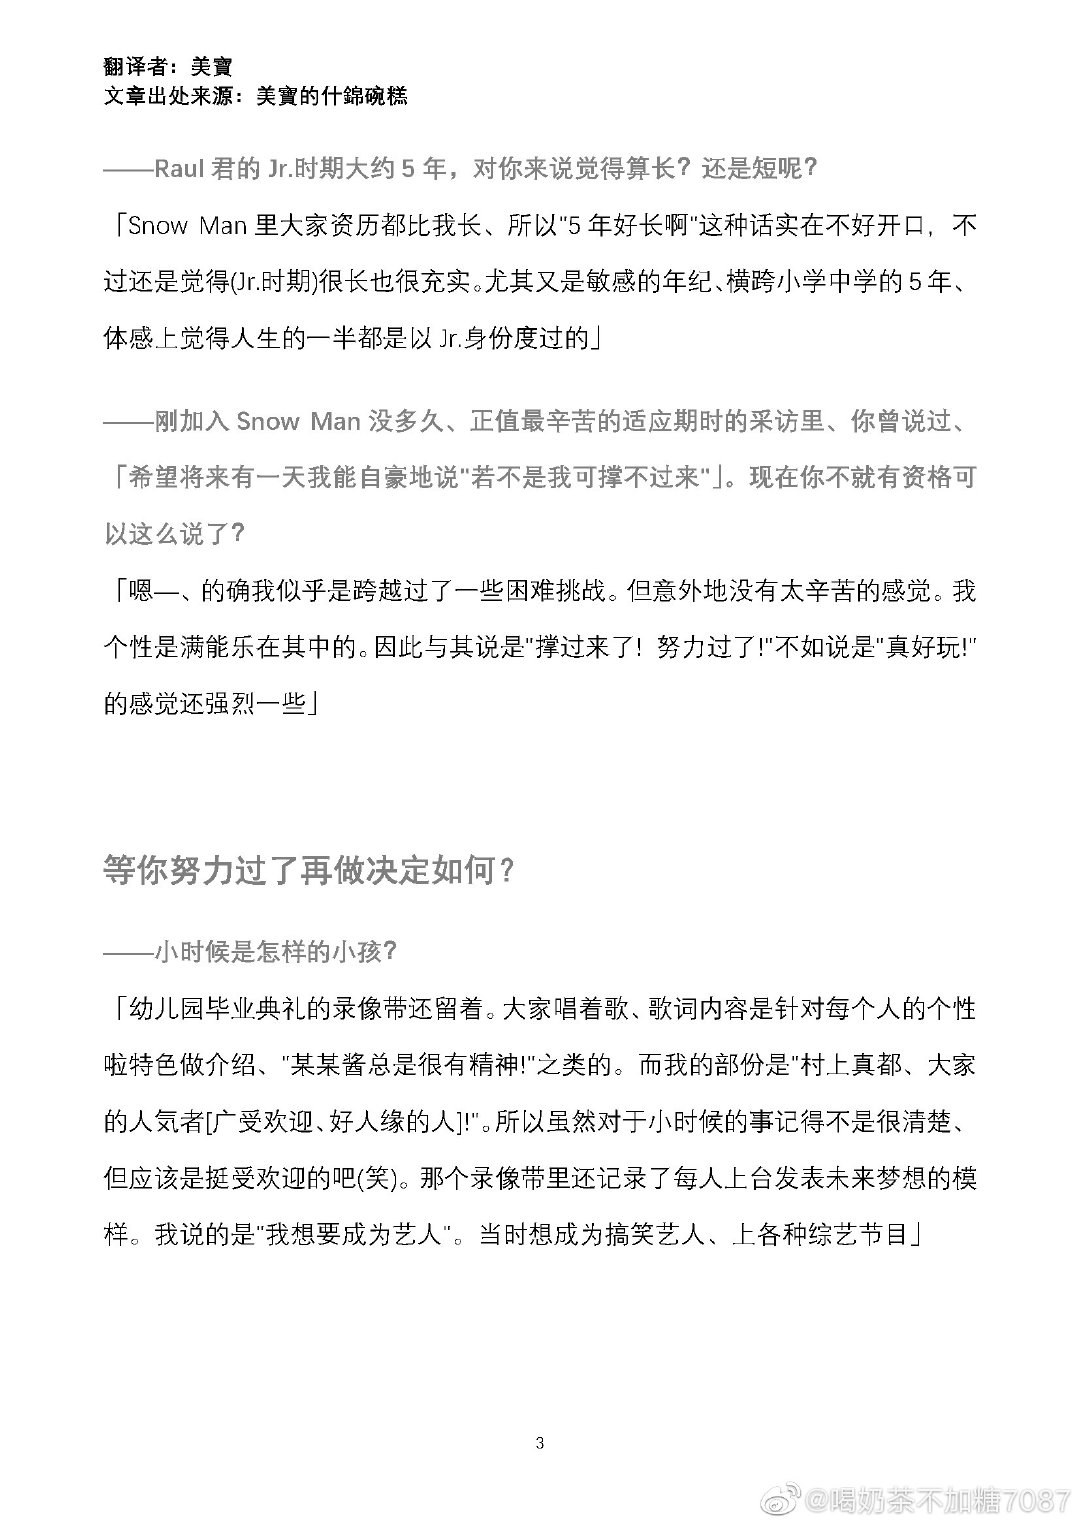 翻译者：美寳
文章出处来源：美寳的什錦碗糕
——Raul 君的 Jr.时期大约 5 年，对你来说觉得算长？还是短呢？
「Snow Man 里大家资历都比我长、所以"5 年好长啊"这种话实在不好开口，不
过还是觉得(Jr.时期)很长也很充实。尤其又是敏感的年纪、横跨小学中学的 5 年、
体感上觉得人生的一半都是以 Jr.身份度过的」
——刚加入 Snow Man 没多久、正值最辛苦的适应期时的采访里、你曾说过、
「希望将来有一天我能自豪地说"若不是我可撑不过来"」。现在你不就有资格可
以这么说了？
「嗯—、的确我似乎是跨越过了一些困难挑战。但意外地没有太辛苦的感觉。我
个性是满能乐在其中的。因此与其说是"撑过来了! 努力过了!"不如说是"真好玩!"
的感觉还强烈一些」
等你努力过了再做决定如何？
——小时候是怎样的小孩？
「幼儿园毕业典礼的录像带还留着。大家唱着歌、歌词内容是针对每个人的个性
啦特色做介绍、"某某酱总是很有精神!"之类的。而我的部份是"村上真都、大家
的人気者[广受欢迎、好人缘的人]!"。所以虽然对于小时候的事记得不是很清楚、
但应该是挺受欢迎的吧(笑)。那个录像带里还记录了每人上台发表未来梦想的模
样。我说的是"我想要成为艺人"。当时想成为搞笑艺人、上各种综艺节目」
3
@喝奶茶不加糖7087